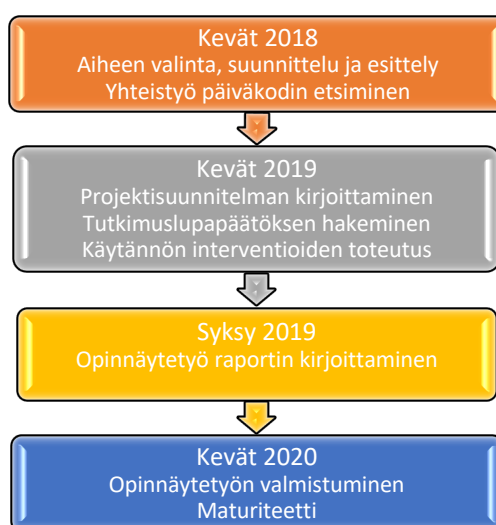 Kevät 2018
Aiheen valinta, suunnittelu ja esittely
Yhteistyö päiväkodin etsiminen
Kevät 2019
Projektisuunnitelman kirjoittaminen
Tutkimuslupapäätöksen hakeminen
Käytännön interventioiden toteutus
Syksy 2019
Opinnäytetyö raportin kirjoittaminen
Kevät 2020
Opinnäytetyön valmistuminen
Maturiteetti